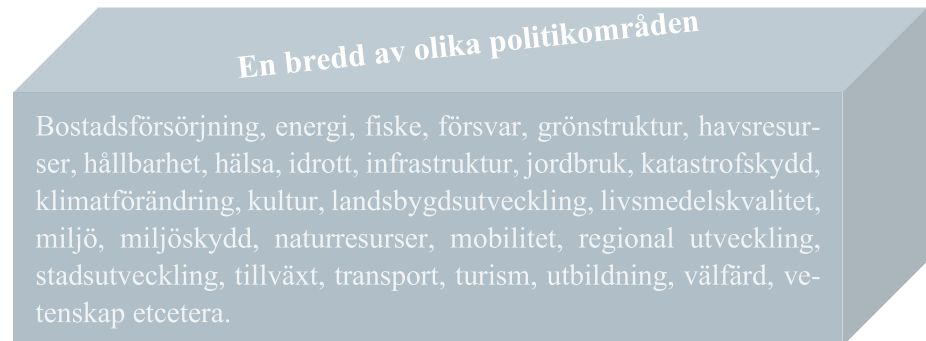 En bredd av olika politikområden
Bostadsförsörjning, energi, fiske, försvar, grönstruktur, havsresur-
ser, hållbarhet, hälsa, idrott, infrastruktur, jordbruk, katastrofskydd,
klimatförändring, kultur, landsbygdsutveckling, livsmedelskvalitet,
miljö, miljöskydd, naturresurser, mobilitet, regional utveckling,
stadsutveckling, tillväxt, transport, turism, utbildning, välfärd, ve-
tenskap etcetera.